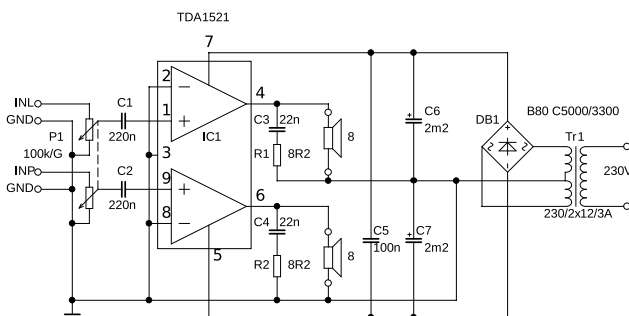 TDA1521
7
2
4
INL
C1
C6
B80 C5000/3300
C3
22n
DB1
1
GND
P1
Tr1
IC1
2m2
8
220n
100k/G
R1
8R2
3
INP
C2
9
230V
GND
6
220n
8
C4
22n
230/2x12/3A
C5
C7
100n
2m2
5
R2
8R2
8